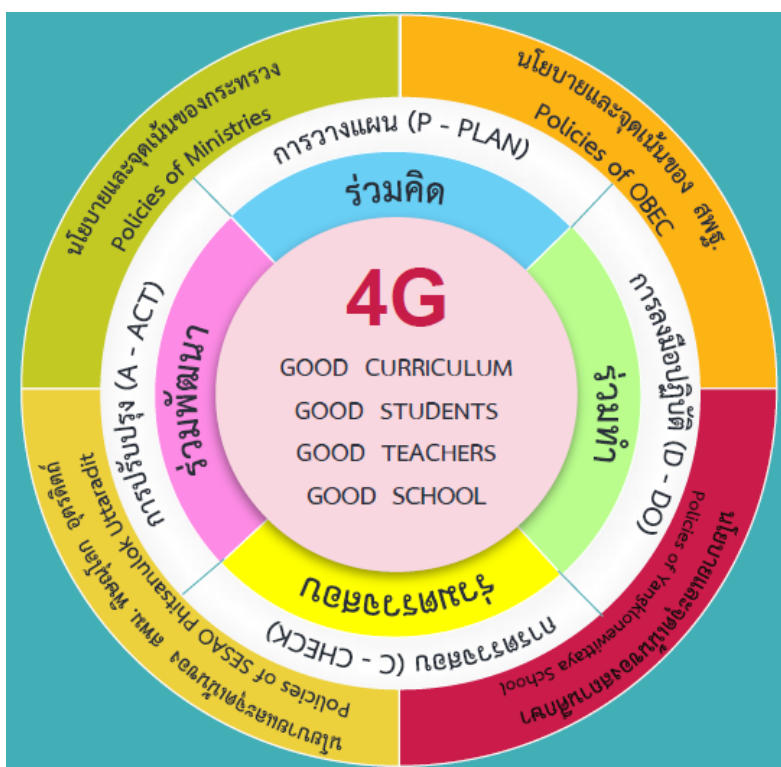 นโยบายและจุดเน้นของกระทรวง
Policies of Ministries
นโยบายและจุดเน้นของ สพฐ.
Policies of OBEC
การวางแผน (P - PLAN)
ร่วมคิด
4G
GOOD CURRICULUM
GOOD STUDENTS
GOOD TEACHERS
GOOD SCHOOL
การลงมือปฏิบัติ (D - DO)
ร่วมทำ
การตรวจสอบ (C - CHECK)
ร่วมตรวจสอบ
การปรับปรุง (A - ACT)
ร่วมพัฒนา
นโยบายและจุดเน้นของสถานศึกษา
Policies of Yangklonewittaya School
นโยบายและจุดเน้นของ สพม. พิษณุโลก อุตรดิตถ์
Policies of SESAO Phitsanulok Uttaradit